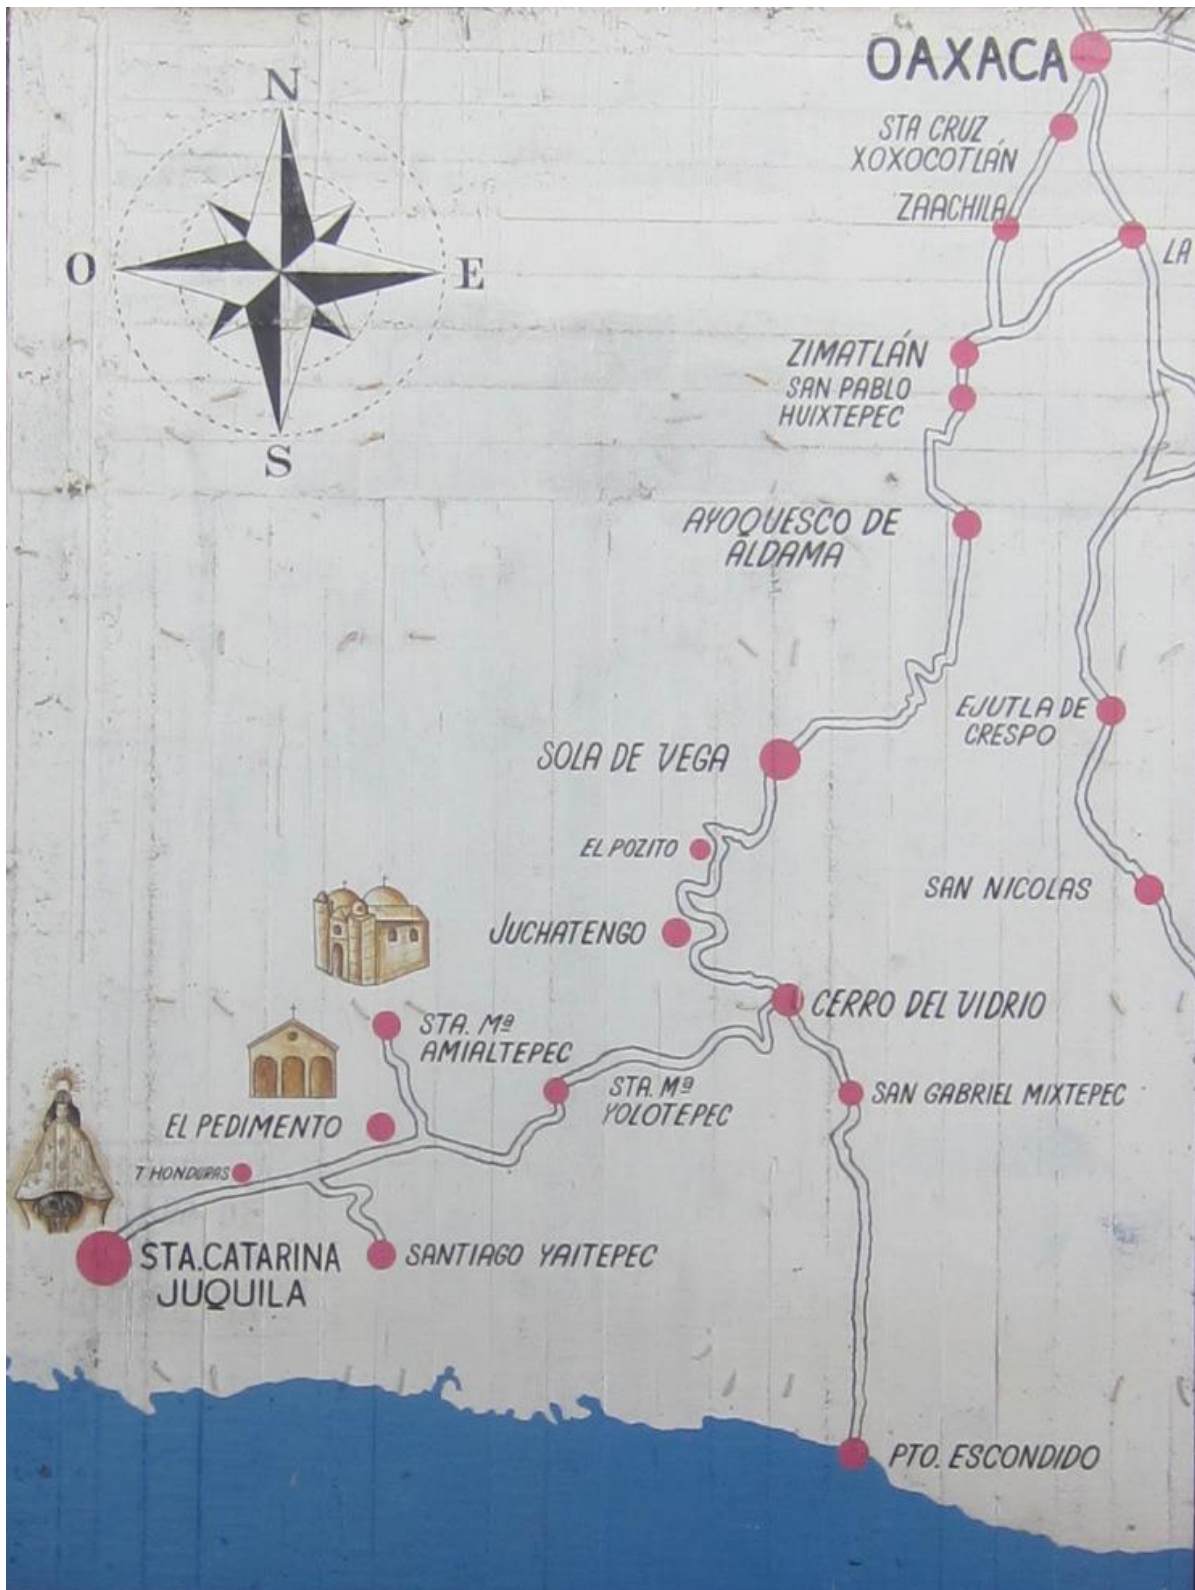 N
O
E
S
OAXACA
STA CRUZ
XOXOCOTLÁN
ZAACHILA
LA
ZIMATLÁN
SAN PABLO
HUIXTEPEC
AYOQUESCO DE
ALDAMA
EJUTLA DE
CRESPO
SOLA DE VEGA
EL POZITO
SAN NICOLAS
JUCHATENGO
CERRO DEL VIDRIO
STA. Mª
AMIALTEPEC
STA. Mª
YOLOTEPEC
SAN GABRIEL MIXTEPEC
EL PEDIMENTO
T HONDURAS
STA.CATARINA
JUQUILA
SANTIAGO YAITEPEC
PTO. ESCONDIDO